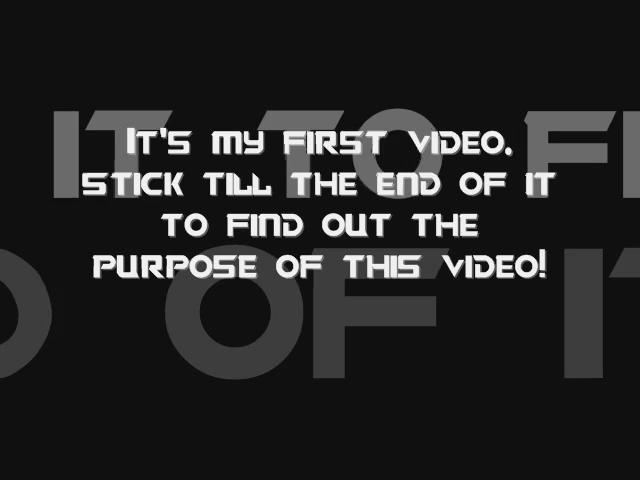 It's my first video,
stick till the end of it
to find out the
purpose of this video!
IT TO FI
D OF IT